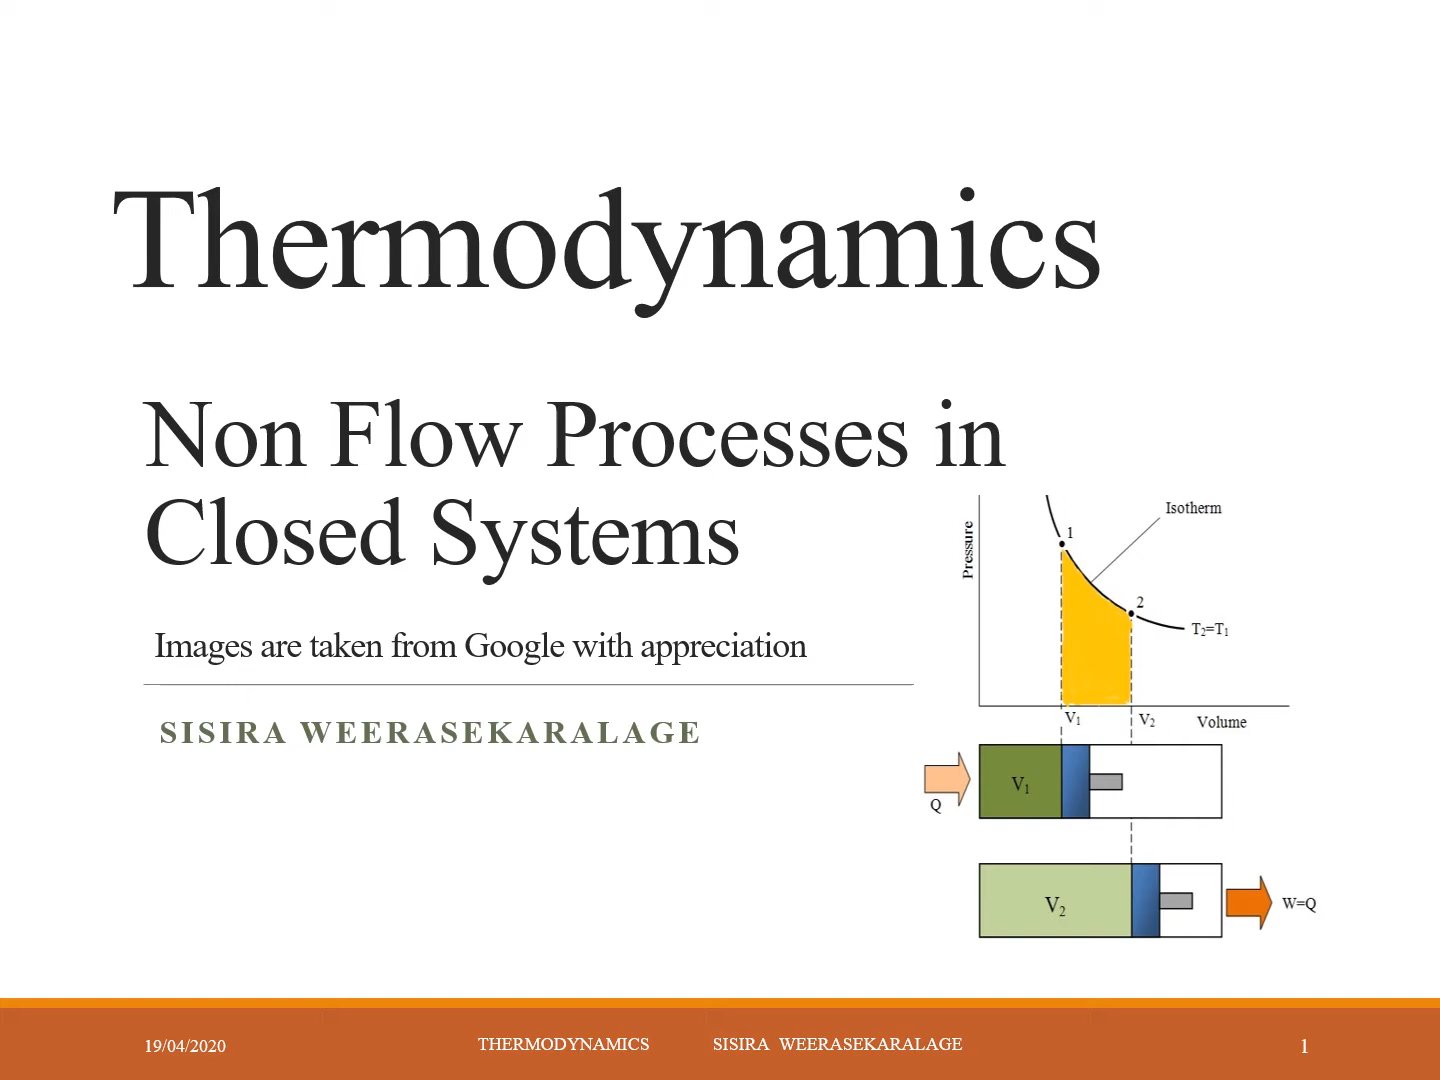 Thermodynamics
Non Flow Processes in
Closed Systems
Images are taken from Google with appreciation
SISIRA WEERASEKARALAGE
Isotherm
Pressure
1
2
T₂=T₁
V₁
V₂
Volume
V₁
Q
V₂
W=Q
19/04/2020
THERMODYNAMICS SISIRA WEERASEKARALAGE
1